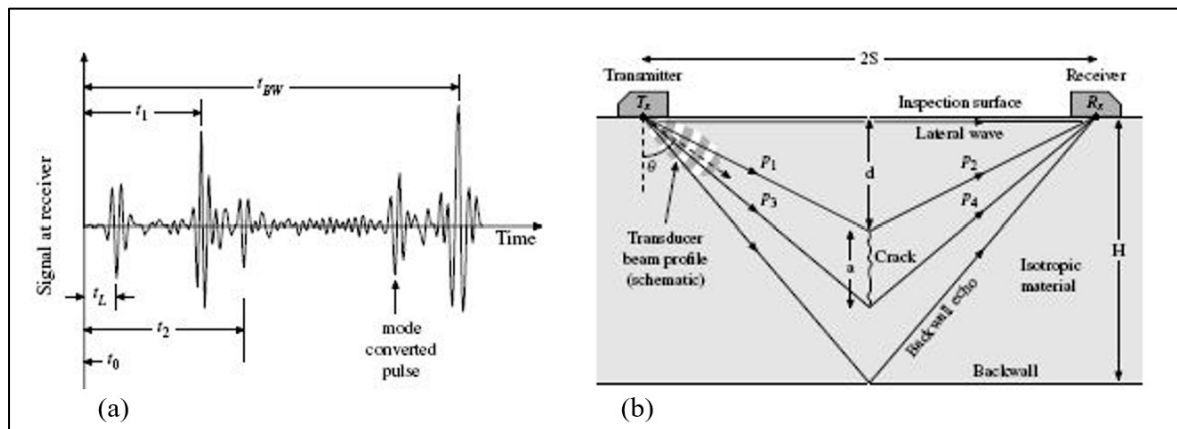 t_BW
t_1
Signal at receiver
Time
t_L
t_2
mode
converted
pulse
t_0
(a)
2S
Transmitter
Receiver
T_x
R_x
Inspection surface
Lateral wave
θ
P_1
P_2
d
P_3
P_4
Transducer
beam profile
(schematic)
a
Crack
Isotropic
material
H
Backwall echo
Backwall
(b)